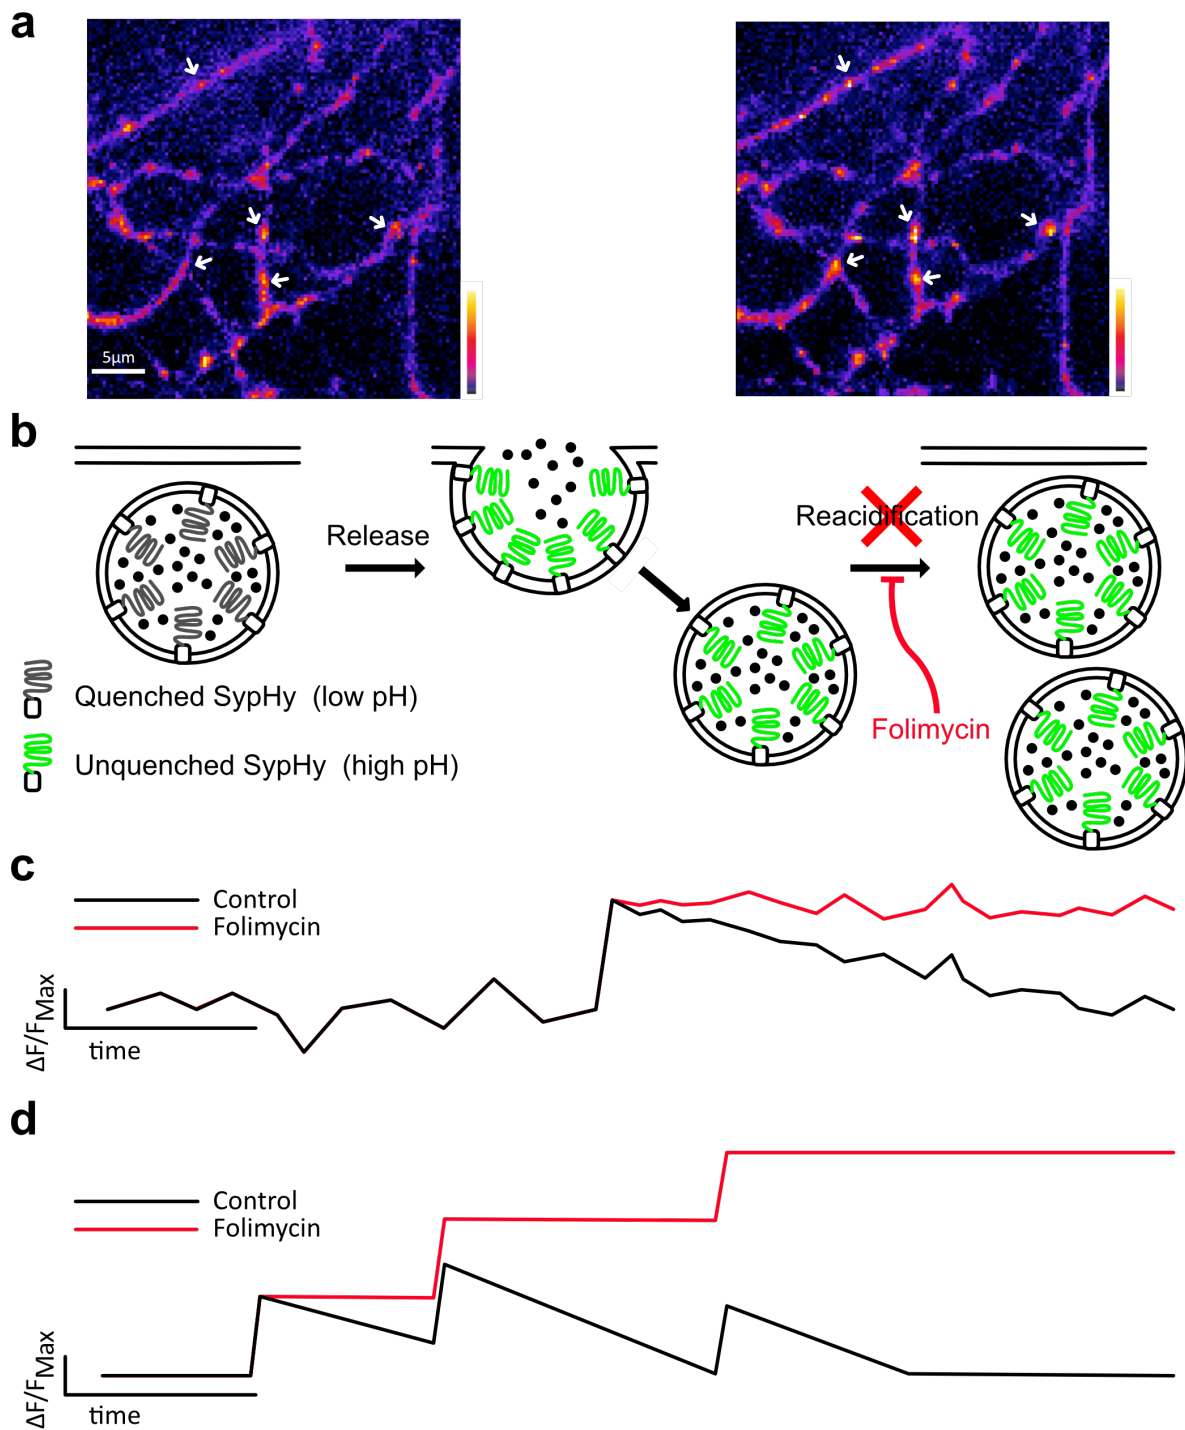 a
5µm
b
Release
Reacidification
Folimycin
Quenched SypHy (low pH)
Unquenched SypHy (high pH)
c
Control
Folimycin
ΔF/FMax
time
d
Control
Folimycin
ΔF/FMax
time